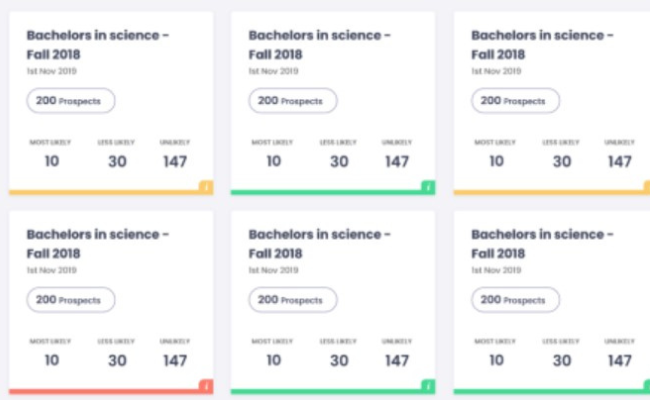 Bachelors in science -
Fall 2018
1st Nov 2019
200 Prospects
MOST LIKELY LESS LIKELY UNLIKELY
10 30 147
i
Bachelors in science -
Fall 2018
1st Nov 2019
200 Prospects
MOST LIKELY LESS LIKELY UNLIKELY
10 30 147
i
Bachelors in science -
Fall 2018
1st Nov 2019
200 Prospects
MOST LIKELY LESS LIKELY UNLIKELY
10 30 147
Bachelors in science -
Fall 2018
1st Nov 2019
200 Prospects
MOST LIKELY LESS LIKELY UNLIKELY
10 30 147
i
Bachelors in science -
Fall 2018
1st Nov 2019
200 Prospects
MOST LIKELY LESS LIKELY UNLIKELY
10 30 147
i
Bachelors in science -
Fall 2018
1st Nov 2019
200 Prospects
MOST LIKELY LESS LIKELY UNLIKELY
10 30 147